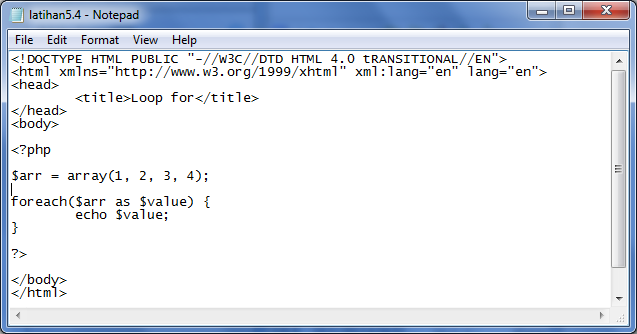 latihan5.4 - Notepad
File Edit Format View Help
<!DOCTYPE HTML PUBLIC "-//W3C//DTD HTML 4.0 tRANSITIONAL//EN">
<html xmlns="http://www.w3.org/1999/xhtml" xml:lang="en" lang="en">
<head>
        <title>Loop for</title>
</head>
<body>

<?php

$arr = array(1, 2, 3, 4);

foreach($arr as $value) {
        echo $value;
}

?>

</body>
</html>